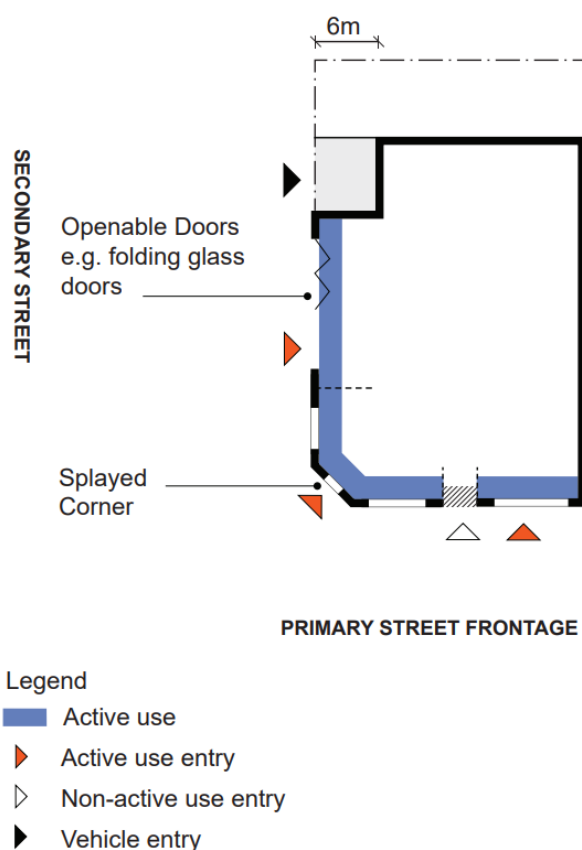 6m
SECONDARY STREET
Openable Doors
e.g. folding glass
doors
Splayed
Corner
PRIMARY STREET FRONTAGE
Legend
Active use
Active use entry
Non-active use entry
Vehicle entry